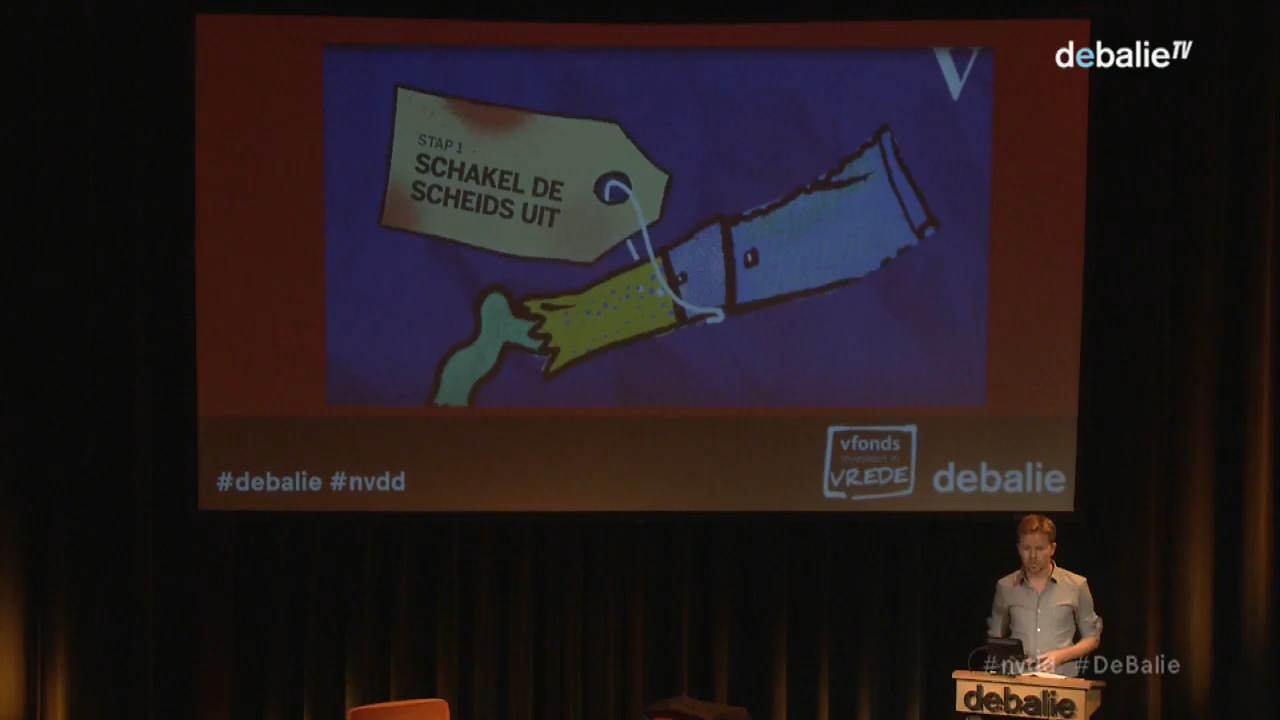 debalieTV
V
STAP 1
SCHAKEL DE
SCHEIDS UIT
vfonds
VREDE
#debalie #nvdd
debalie
#nvdd #DeBalie
debalie